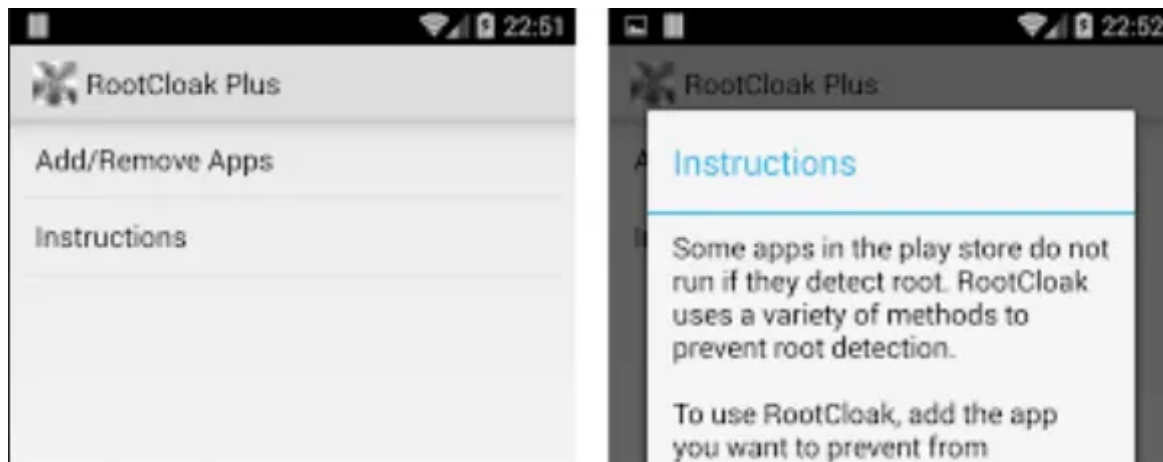 22:51
RootCloak Plus
Add/Remove Apps
Instructions
22:52
RootCloak Plus
Instructions
Some apps in the play store do not
run if they detect root. RootCloak
uses a variety of methods to
prevent root detection.
To use RootCloak, add the app
you want to prevent from